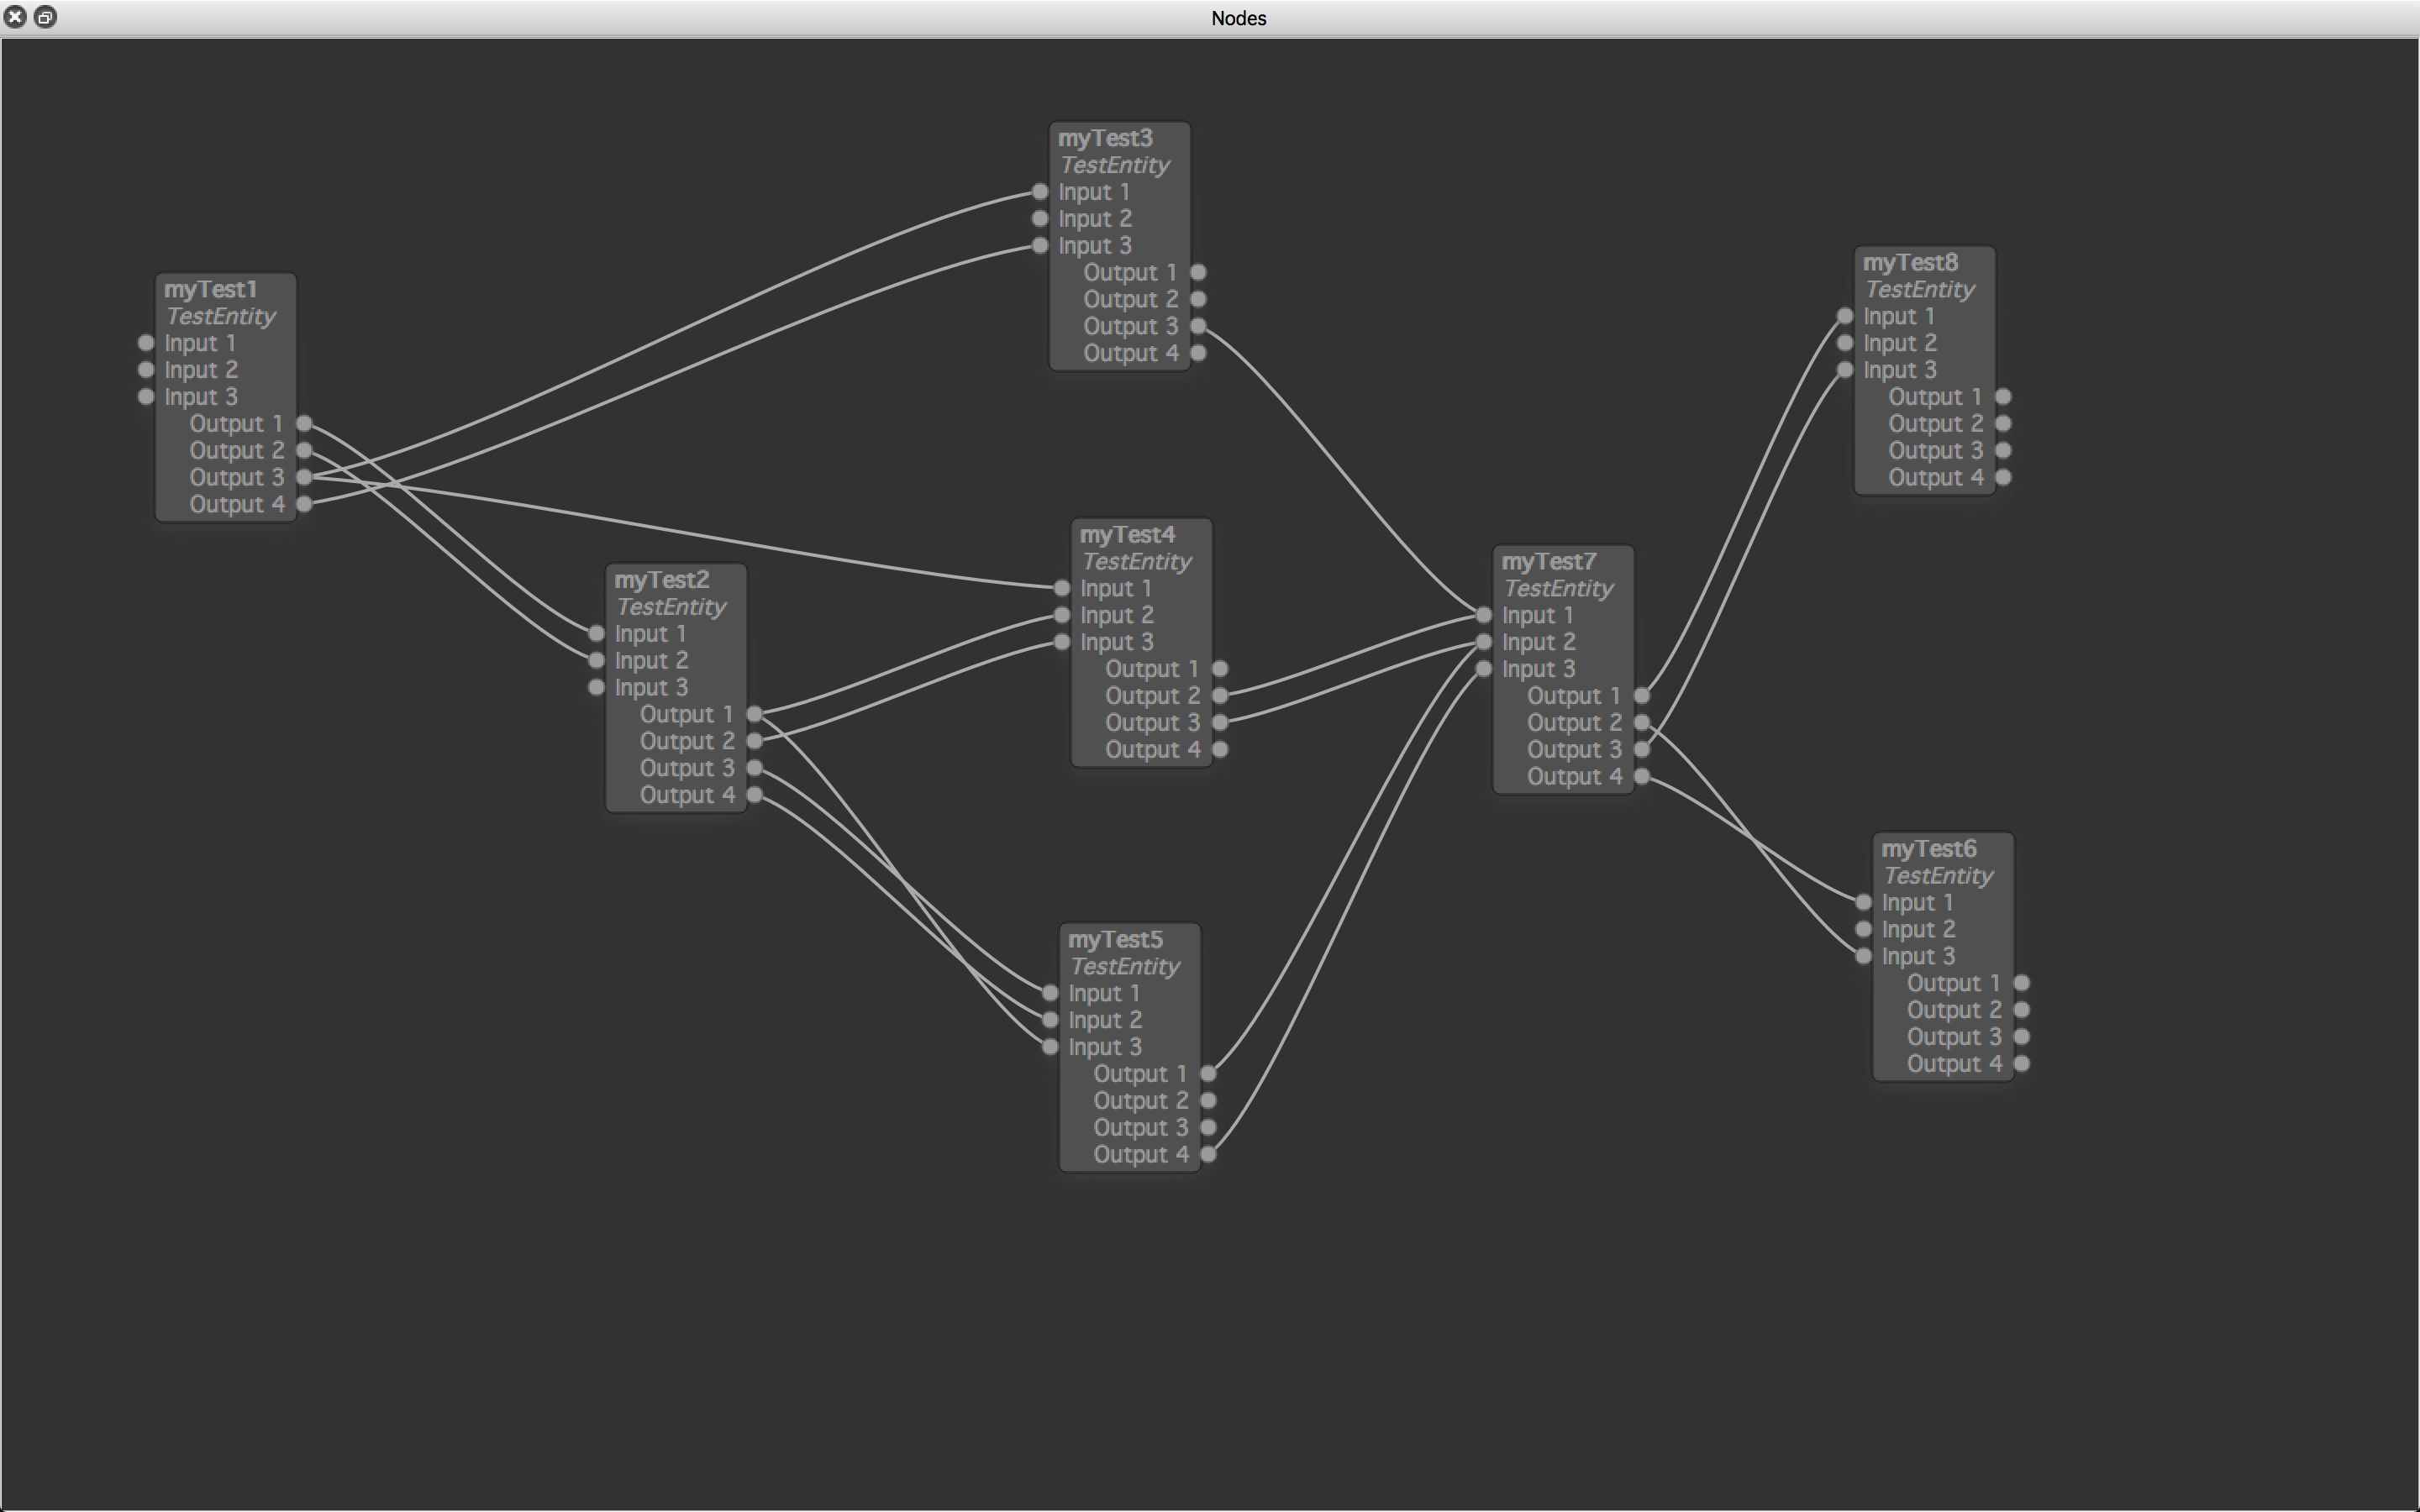 Nodes
myTest1
TestEntity
Input 1
Input 2
Input 3
Output 1
Output 2
Output 3
Output 4
myTest2
TestEntity
Input 1
Input 2
Input 3
Output 1
Output 2
Output 3
Output 4
myTest3
TestEntity
Input 1
Input 2
Input 3
Output 1
Output 2
Output 3
Output 4
myTest4
TestEntity
Input 1
Input 2
Input 3
Output 1
Output 2
Output 3
Output 4
myTest5
TestEntity
Input 1
Input 2
Input 3
Output 1
Output 2
Output 3
Output 4
myTest7
TestEntity
Input 1
Input 2
Input 3
Output 1
Output 2
Output 3
Output 4
myTest8
TestEntity
Input 1
Input 2
Input 3
Output 1
Output 2
Output 3
Output 4
myTest6
TestEntity
Input 1
Input 2
Input 3
Output 1
Output 2
Output 3
Output 4